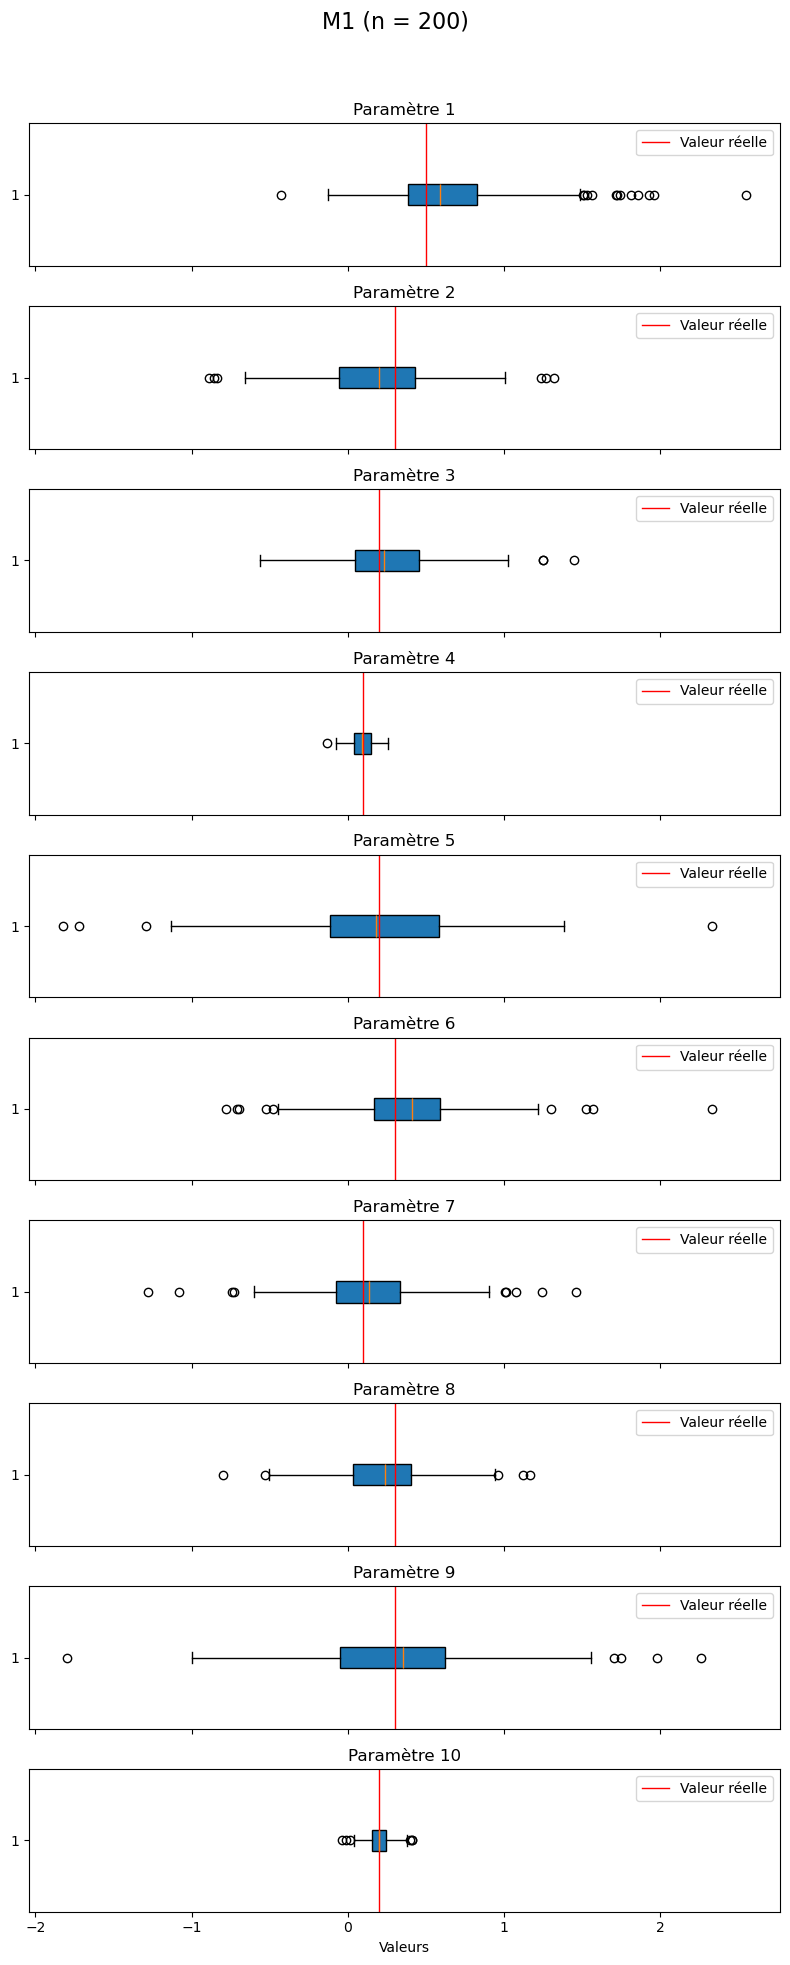 M1 (n = 200)
Paramètre 1
Valeur réelle
1
Paramètre 2
Valeur réelle
1
Paramètre 3
Valeur réelle
1
Paramètre 4
Valeur réelle
1
Paramètre 5
Valeur réelle
1
Paramètre 6
Valeur réelle
1
Paramètre 7
Valeur réelle
1
Paramètre 8
Valeur réelle
1
Paramètre 9
Valeur réelle
1
Paramètre 10
Valeur réelle
1
−2 −1 0 1 2
Valeurs